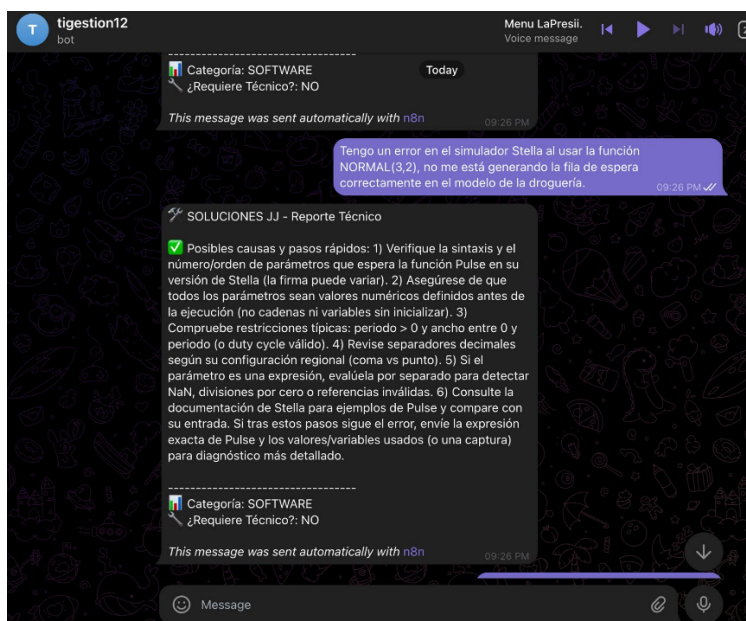 T
tigestion12
bot
Menu LaPresii.
Voice message
---------------------------------
Categoría: SOFTWARE
Today
¿Requiere Técnico?: NO
This message was sent automatically with n8n
09:26 PM
Tengo un error en el simulador Stella al usar la función
NORMAL(3,2), no me está generando la fila de espera
correctamente en el modelo de la droguería.
09:26 PM
SOLUCIONES JJ - Reporte Técnico
Posibles causas y pasos rápidos: 1) Verifique la sintaxis y el
número/orden de parámetros que espera la función Pulse en su
versión de Stella (la firma puede variar). 2) Asegúrese de que
todos los parámetros sean valores numéricos definidos antes de
la ejecución (no cadenas ni variables sin inicializar). 3)
Compruebe restricciones típicas: periodo > 0 y ancho entre 0 y
periodo (o duty cycle válido). 4) Revise separadores decimales
según su configuración regional (coma vs punto). 5) Si el
parámetro es una expresión, evalúela por separado para detectar
NaN, divisiones por cero o referencias inválidas. 6) Consulte la
documentación de Stella para ejemplos de Pulse y compare con
su entrada. Si tras estos pasos sigue el error, envíe la expresión
exacta de Pulse y los valores/variables usados (o una captura)
para diagnóstico más detallado.
---------------------------------
Categoría: SOFTWARE
¿Requiere Técnico?: NO
This message was sent automatically with n8n
09:26 PM
Message